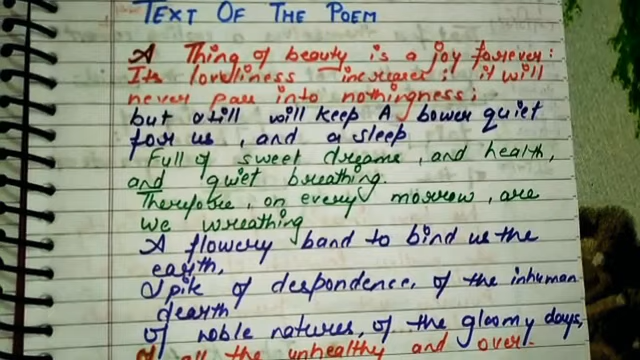 TEXT OF THE POEM
A Thing of beauty is a joy forever:
Its loveliness increases; it will
never pass into nothingness;
but still will keep A bower quiet
for us, and a sleep
Full of sweet dreams, and health,
and quiet breathing.
Therefore, on every morrow, are
we wreathing
A flowery band to bind us the
earth,
Spite of despondence, of the inhuman
dearth
Of noble natures, of the gloomy days,
Of all the unhealthy and over-